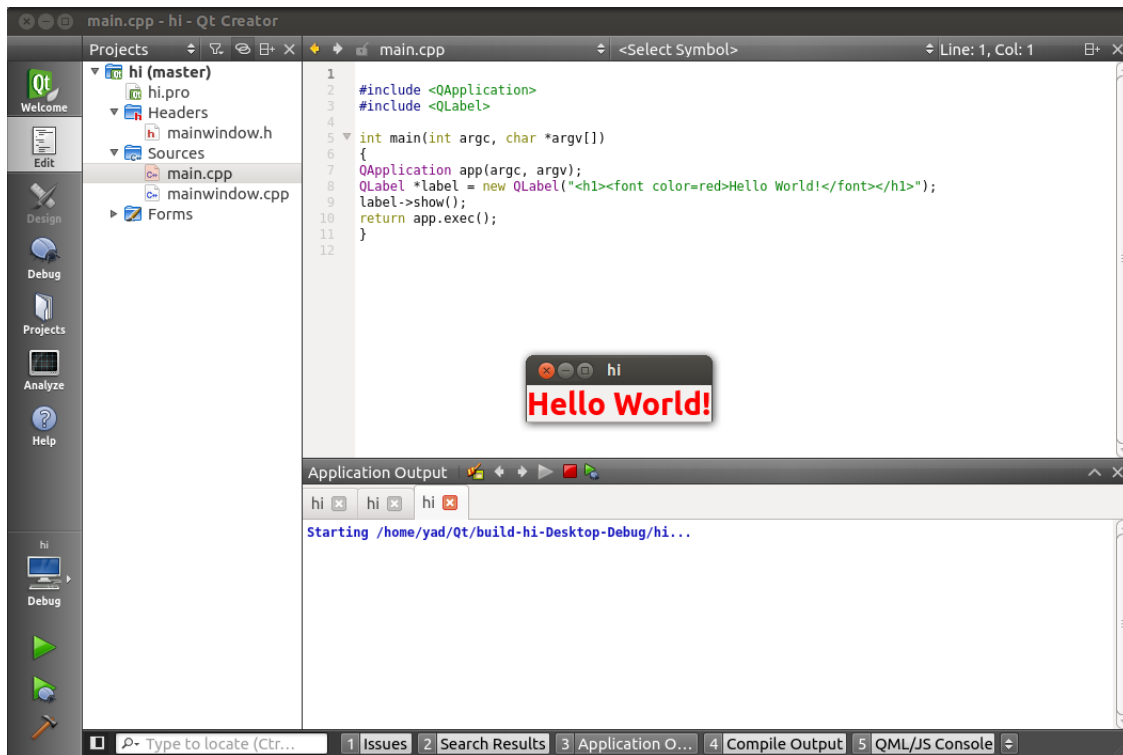 main.cpp - hi - Qt Creator
Projects
main.cpp
<Select Symbol>
Line: 1, Col: 1
Welcome
Edit
Design
Debug
Projects
Analyze
Help
hi
Debug
hi (master)
hi.pro
Headers
mainwindow.h
Sources
main.cpp
mainwindow.cpp
Forms
1
2 #include <QApplication>
3 #include <QLabel>
4
5 int main(int argc, char *argv[])
6 {
7 QApplication app(argc, argv);
8 QLabel *label = new QLabel("<h1><font color=red>Hello World!</font></h1>");
9 label->show();
10 return app.exec();
11 }
12
hi
Hello World!
Application Output
hi hi hi
Starting /home/yad/Qt/build-hi-Desktop-Debug/hi...
Type to locate (Ctr...
1 Issues 2 Search Results 3 Application O... 4 Compile Output 5 QML/JS Console